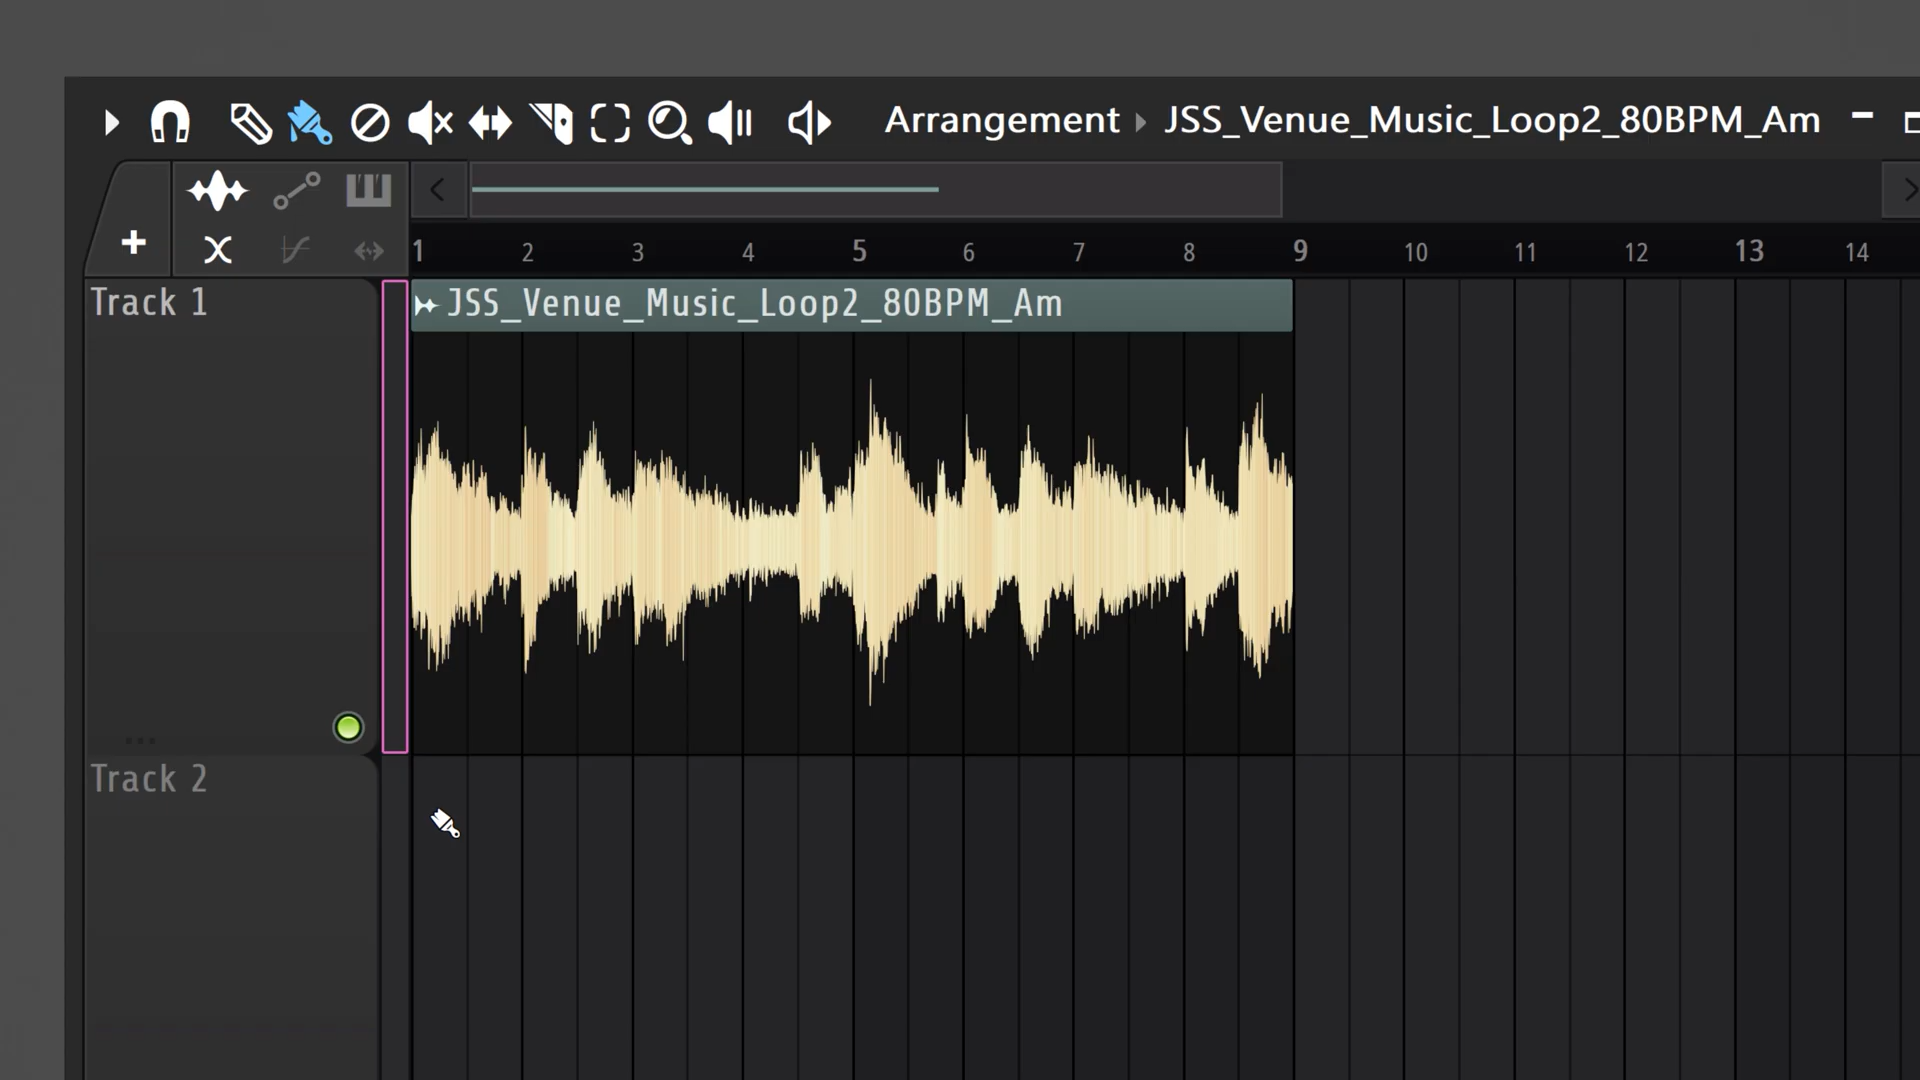 Arrangement ▸ JSS_Venue_Music_Loop2_80BPM_Am
1 2 3 4 5 6 7 8 9 10 11 12 13 14
Track 1
JSS_Venue_Music_Loop2_80BPM_Am
Track 2